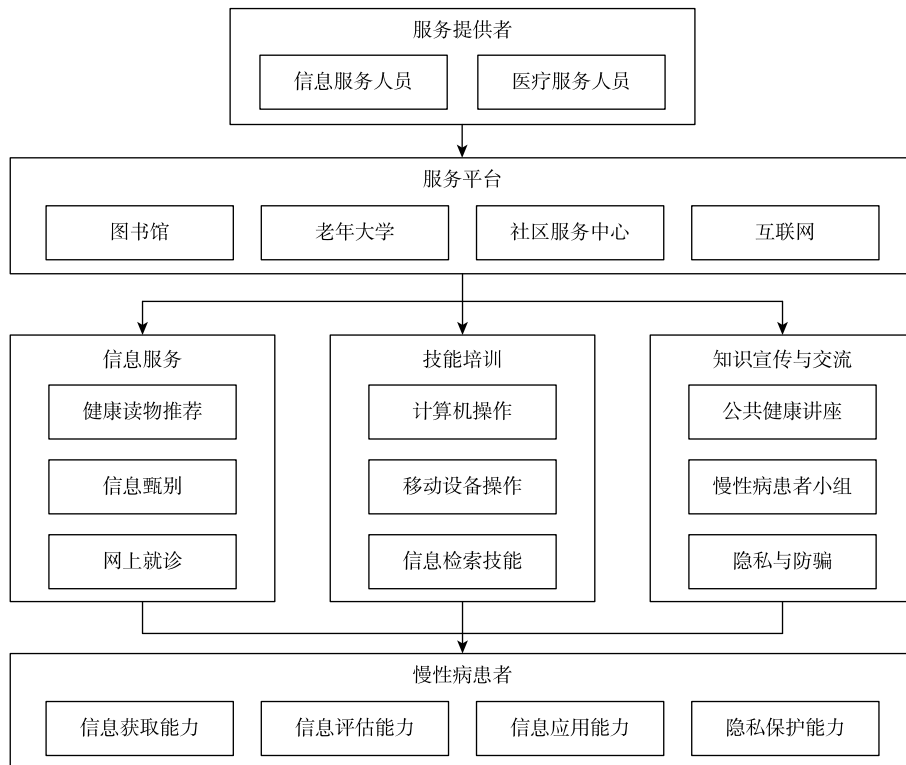 服务提供者
信息服务人员 医疗服务人员
服务平台
图书馆 老年大学 社区服务中心 互联网
信息服务
健康读物推荐
信息甄别
网上就诊
技能培训
计算机操作
移动设备操作
信息检索技能
知识宣传与交流
公共健康讲座
慢性病患者小组
隐私与防骗
慢性病患者
信息获取能力 信息评估能力 信息应用能力 隐私保护能力